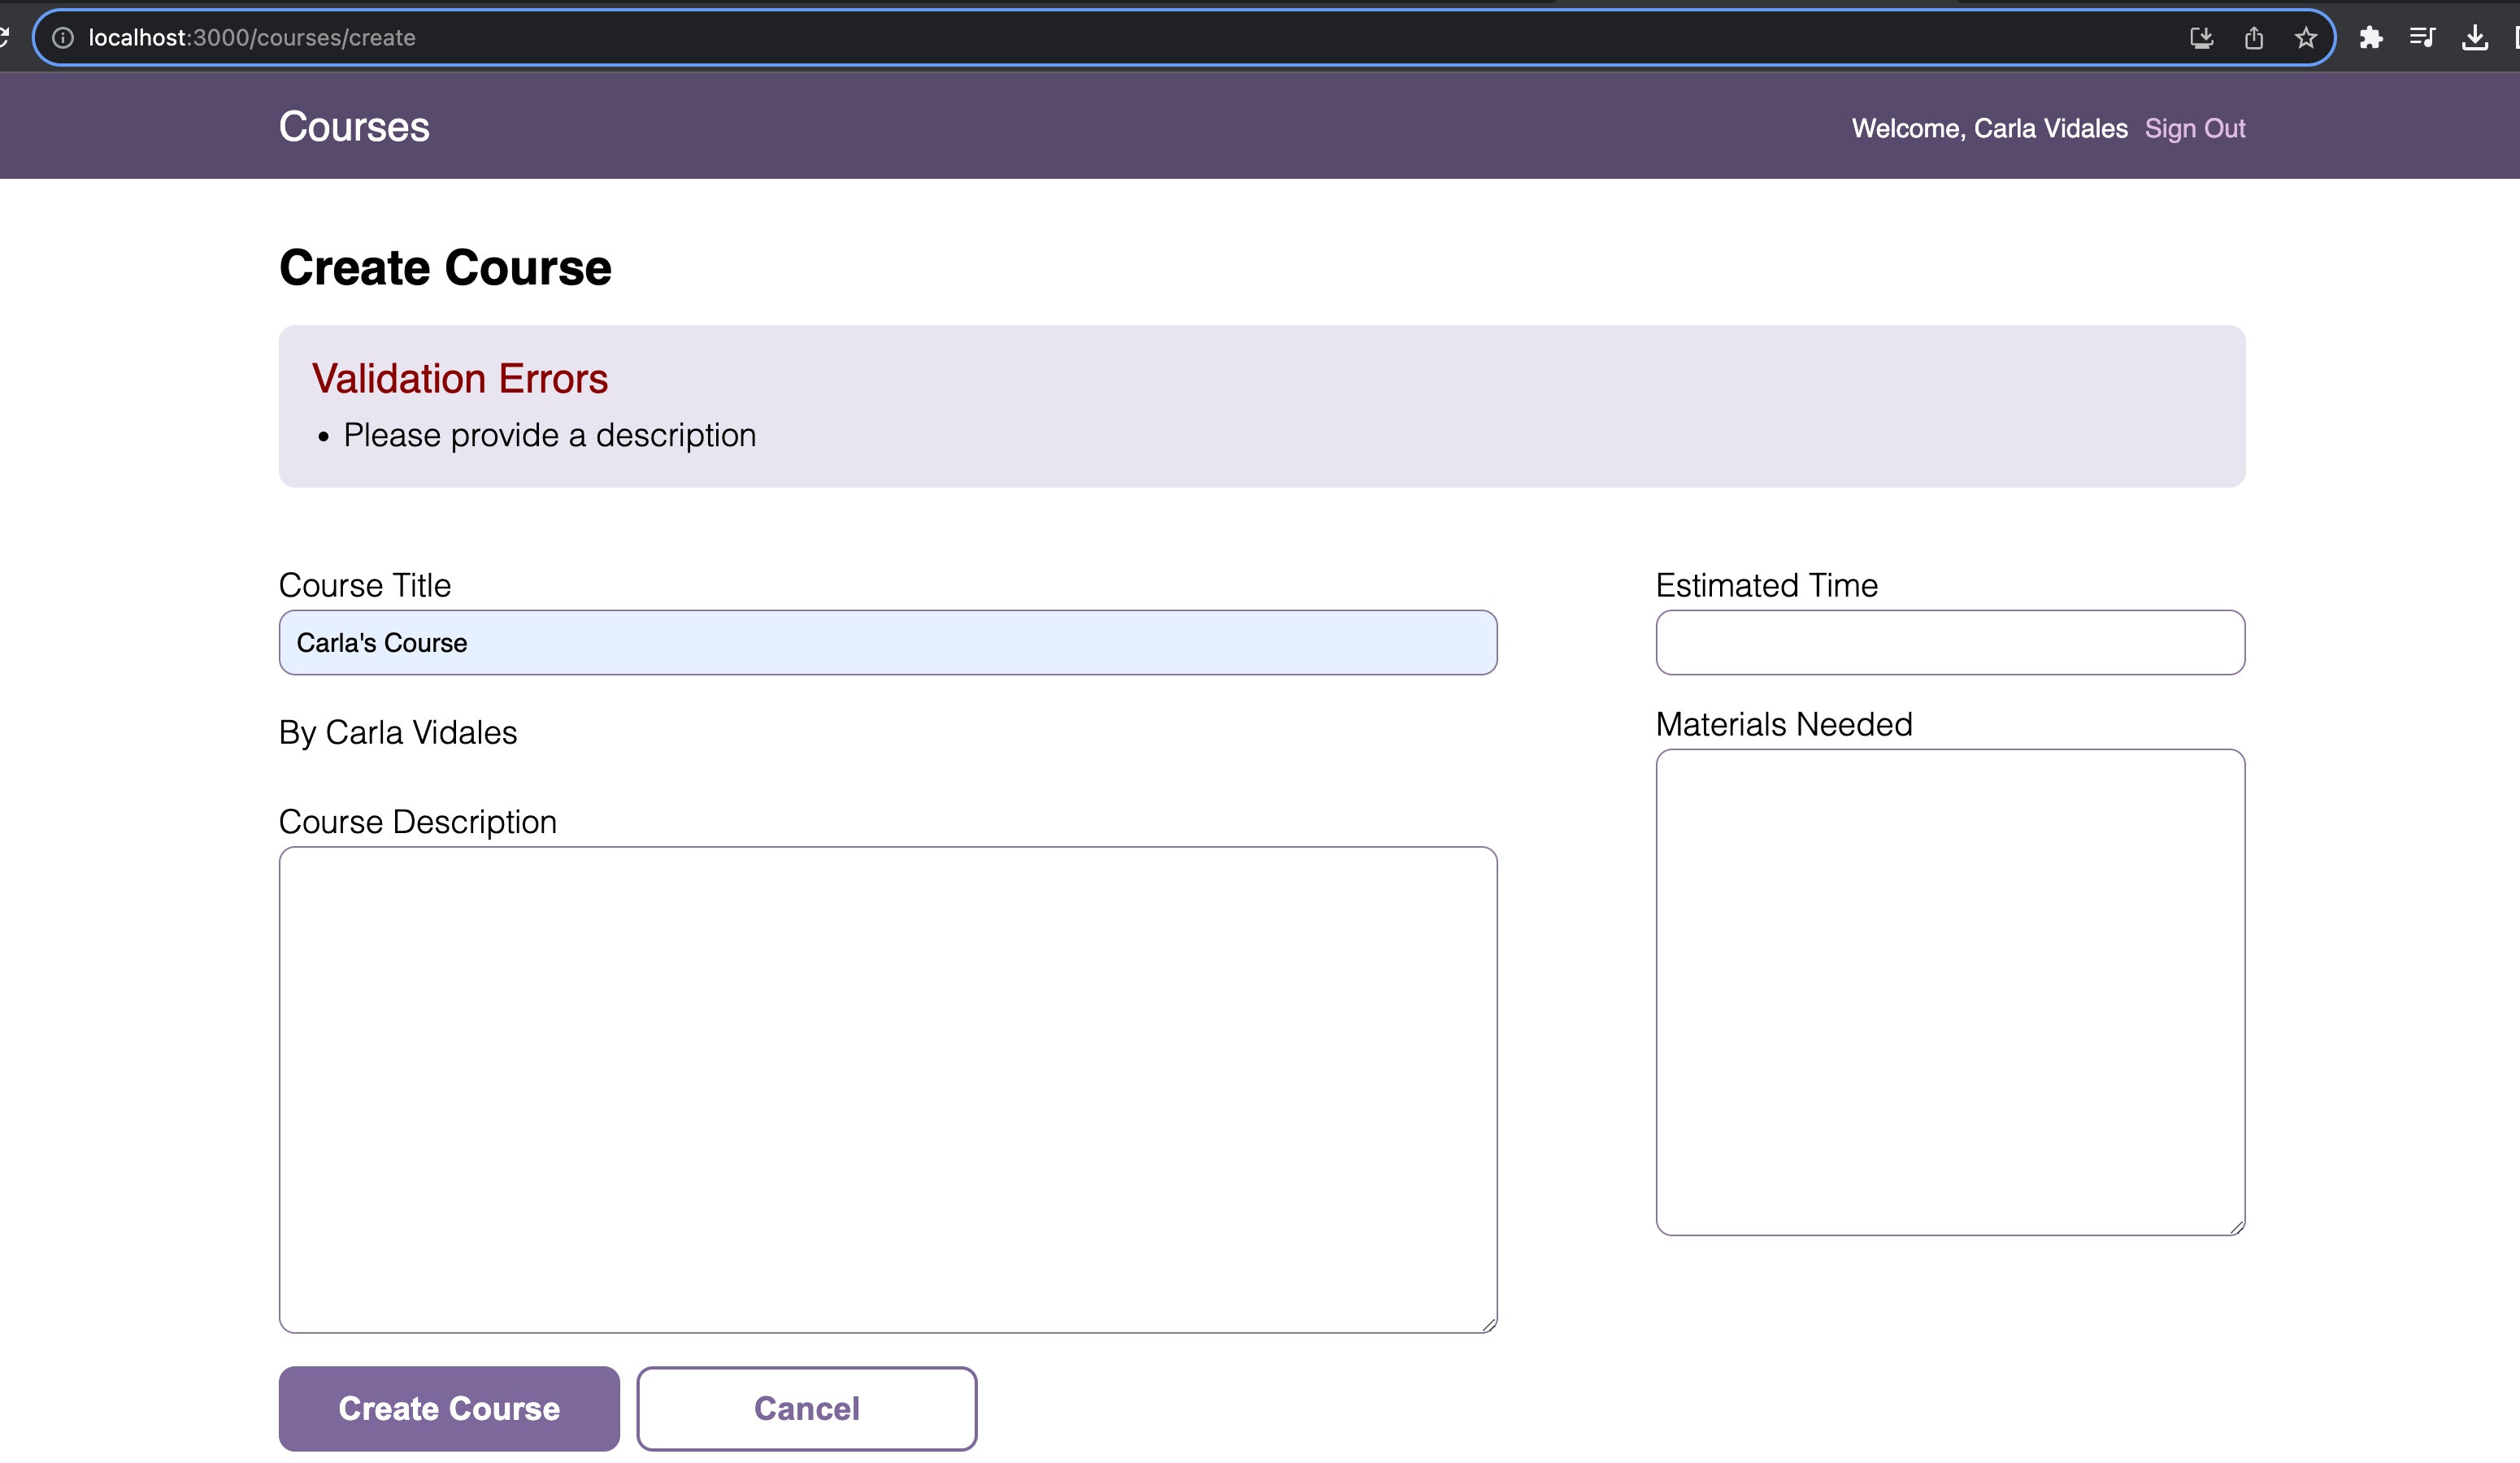 localhost:3000/courses/create
Courses
Welcome, Carla Vidales Sign Out
Create Course
Validation Errors
• Please provide a description
Course Title
Carla's Course
By Carla Vidales
Course Description
Estimated Time
Materials Needed
Create Course
Cancel